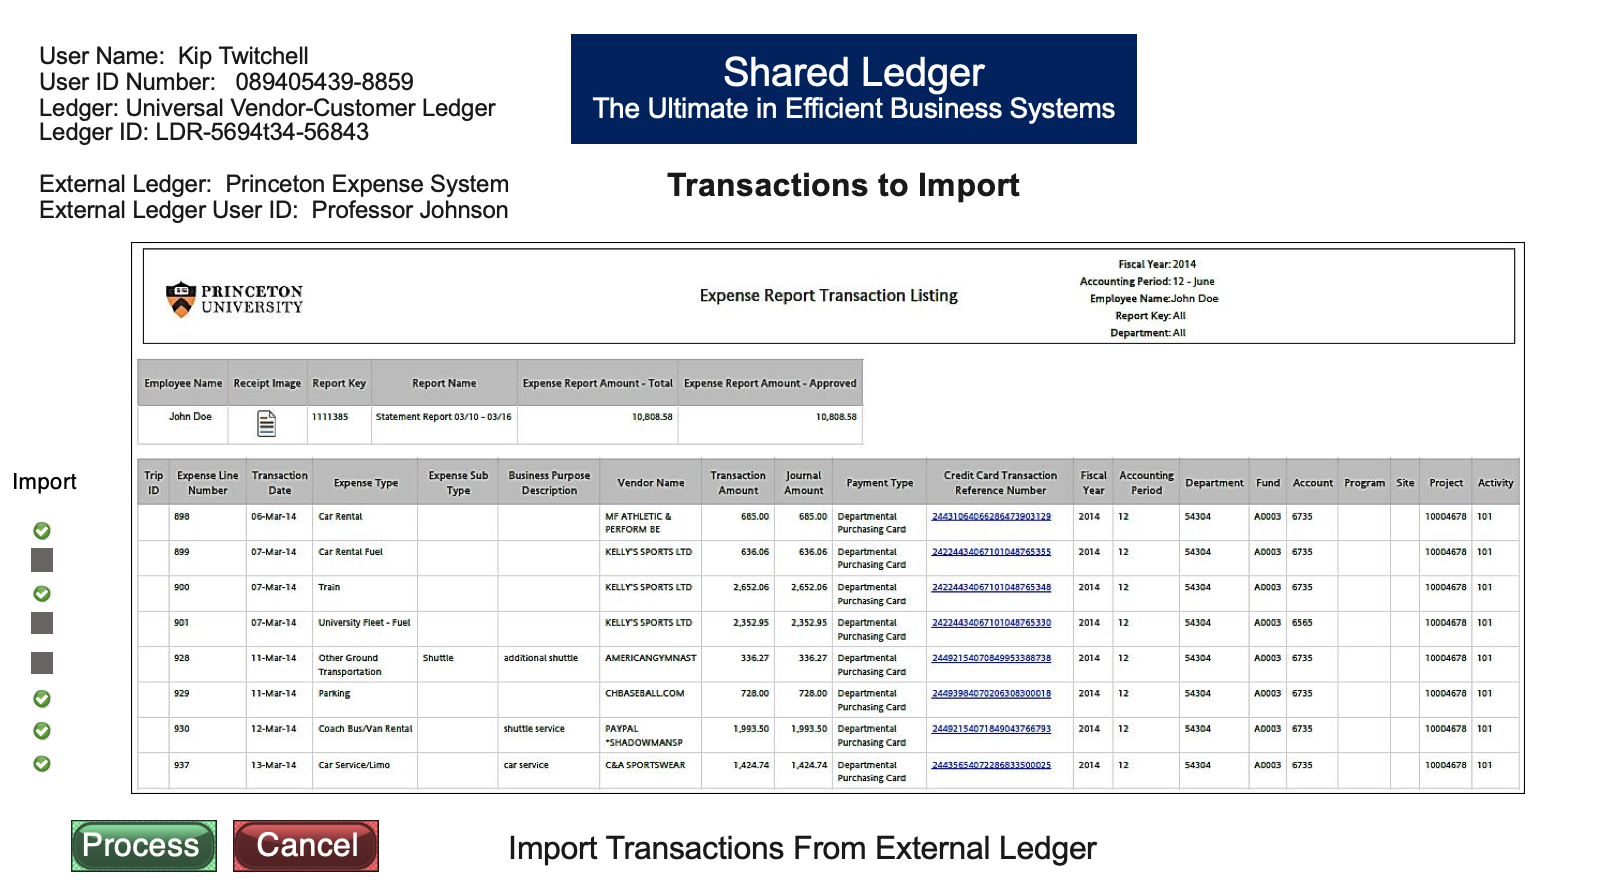 User Name:  Kip Twitchell
User ID Number:   089405439-8859
Ledger: Universal Vendor-Customer Ledger
Ledger ID: LDR-5694t34-56843
Shared Ledger
The Ultimate in Efficient Business Systems
External Ledger:  Princeton Expense System
External Ledger User ID:  Professor Johnson
Transactions to Import
PRINCETON
UNIVERSITY
Expense Report Transaction Listing
Fiscal Year: 2014
Accounting Period: 12 - June
Employee Name:John Doe
Report Key: All
Department: All
Employee Name Receipt Image Report Key Report Name Expense Report Amount - Total Expense Report Amount - Approved
John Doe 1111385 Statement Report 03/10 - 03/16 10,808.58 10,808.58
Import
Trip ID Expense Line Number Transaction Date Expense Type Expense Sub Type Business Purpose Description Vendor Name Transaction Amount Journal Amount Payment Type Credit Card Transaction Reference Number Fiscal Year Accounting Period Department Fund Account Program Site Project Activity
898 06-Mar-14 Car Rental MF ATHLETIC & PERFORM BE 685.00 685.00 Departmental Purchasing Card 24431064066286473903129 2014 12 54304 A0003 6735 10004678 101
899 07-Mar-14 Car Rental Fuel KELLY'S SPORTS LTD 636.06 636.06 Departmental Purchasing Card 24224434067101048765355 2014 12 54304 A0003 6735 10004678 101
900 07-Mar-14 Train KELLY'S SPORTS LTD 2,652.06 2,652.06 Departmental Purchasing Card 24224434067101048765348 2014 12 54304 A0003 6735 10004678 101
901 07-Mar-14 University Fleet - Fuel KELLY'S SPORTS LTD 2,352.95 2,352.95 Departmental Purchasing Card 24224434067101048765330 2014 12 54304 A0003 6565 10004678 101
928 11-Mar-14 Other Ground Transportation Shuttle additional shuttle AMERICANGYMNAST 336.27 336.27 Departmental Purchasing Card 24492154070849953388738 2014 12 54304 A0003 6735 10004678 101
929 11-Mar-14 Parking CHBASEBALL.COM 728.00 728.00 Departmental Purchasing Card 24493984070206308300018 2014 12 54304 A0003 6735 10004678 101
930 12-Mar-14 Coach Bus/Van Rental shuttle service PAYPAL *SHADOWMANSP 1,993.50 1,993.50 Departmental Purchasing Card 24492154071849043766793 2014 12 54304 A0003 6735 10004678 101
937 13-Mar-14 Car Service/Limo car service C&A SPORTSWEAR 1,424.74 1,424.74 Departmental Purchasing Card 24435654072286833500025 2014 12 54304 A0003 6735 10004678 101
Process Cancel Import Transactions From External Ledger